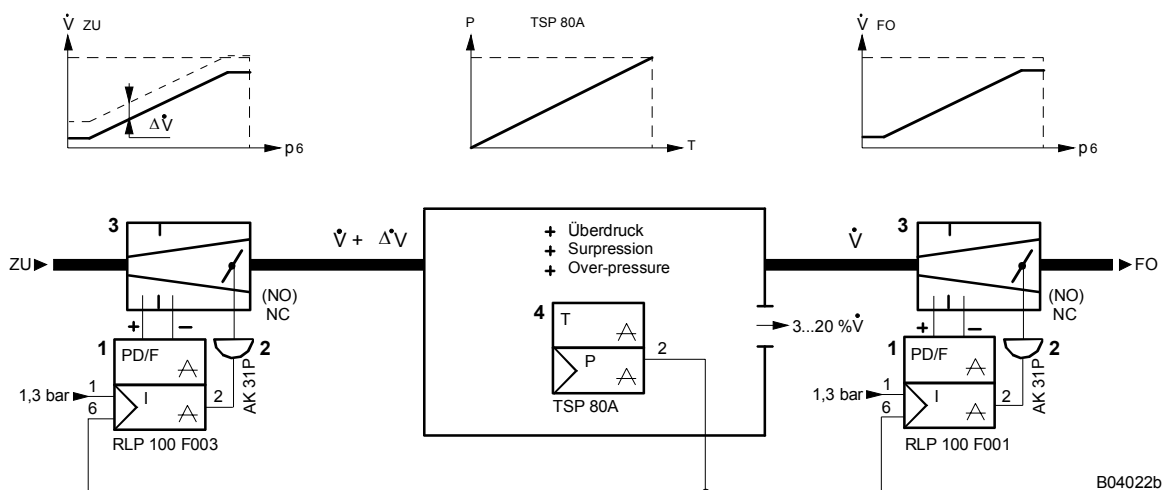 V̇ ZU
ΔV̇
p6
P
TSP 80A
T
V̇ FO
p6
3
ZU
(NO)
NC
+ −
1
PD/F
2
1,3 bar
1
6
I
2
AK 31P
RLP 100 F003
V̇ + ΔV̇
+ Überdruck
+ Surpression
+ Over-pressure
4
T
P
2
TSP 80A
3...20 %V̇
V̇
3
FO
(NO)
NC
+ −
1
PD/F
2
1,3 bar
1
6
I
2
AK 31P
RLP 100 F001
B04022b